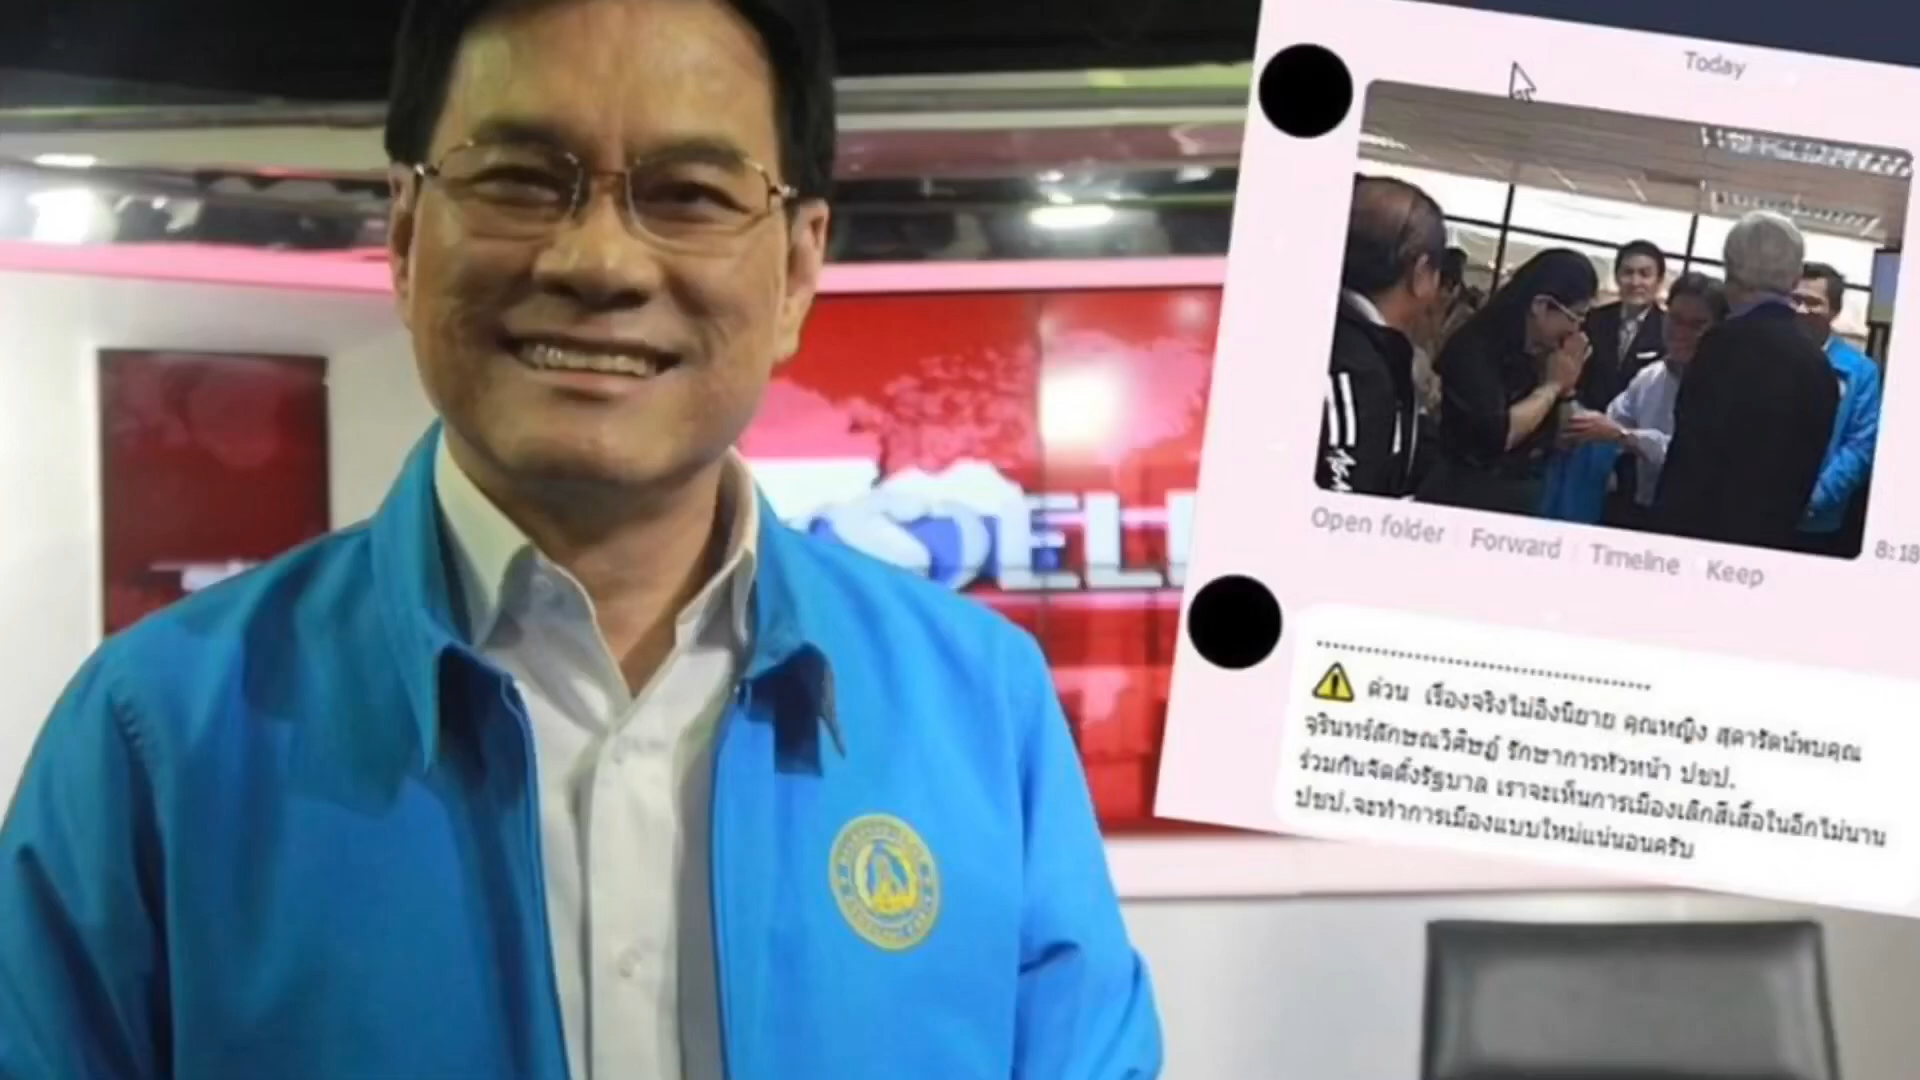 Today
Open folder
Forward
Timeline
Keep
8:18
ด่วน เรื่องจริงไม่อิงนิยาย คุณหญิง สุดารัตน์พบคุณ
จุรินทร์ลักษณวิศิษฏ์ รักษาการหัวหน้า ปชป.
ร่วมกันจัดตั้งรัฐบาล เราจะเห็นการเมืองเลิกสีเสื้อในอีกไม่นาน
ปชป.จะทำการเมืองแบบใหม่แน่นอนครับ